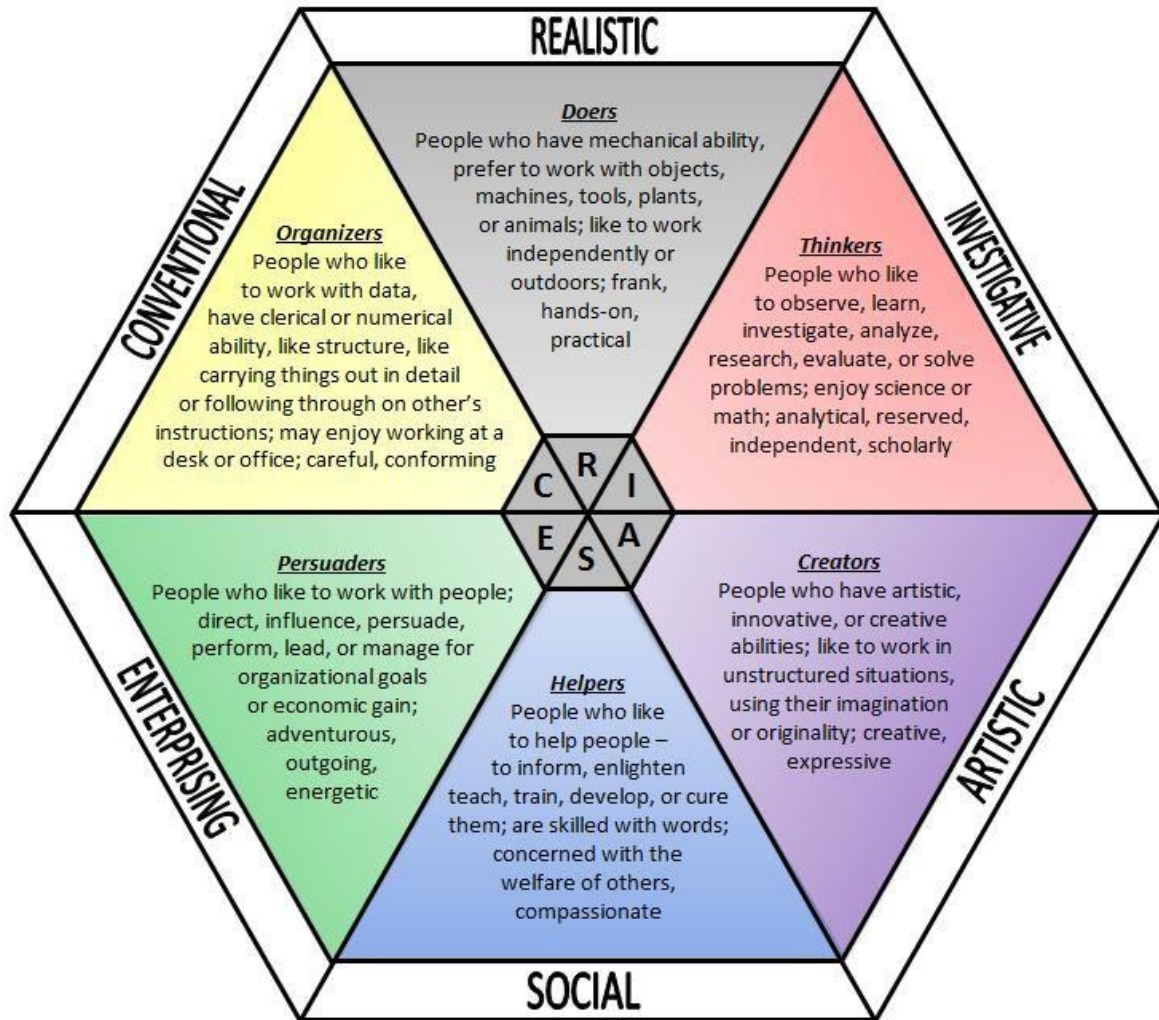 REALISTIC
Doers
People who have mechanical ability,
prefer to work with objects,
machines, tools, plants,
or animals; like to work
independently or
outdoors; frank,
hands-on,
practical
INVESTIGATIVE
Thinkers
People who like
to observe, learn,
investigate, analyze,
research, evaluate, or solve
problems; enjoy science or
math; analytical, reserved,
independent, scholarly
ARTISTIC
Creators
People who have artistic,
innovative, or creative
abilities; like to work in
unstructured situations,
using their imagination
or originality; creative,
expressive
SOCIAL
Helpers
People who like
to help people –
to inform, enlighten
teach, train, develop, or cure
them; are skilled with words;
concerned with the
welfare of others,
compassionate
ENTERPRISING
Persuaders
People who like to work with people;
direct, influence, persuade,
perform, lead, or manage for
organizational goals
or economic gain;
adventurous,
outgoing,
energetic
CONVENTIONAL
Organizers
People who like
to work with data,
have clerical or numerical
ability, like structure, like
carrying things out in detail
or following through on other’s
instructions; may enjoy working at a
desk or office; careful, conforming
R
I
A
S
E
C